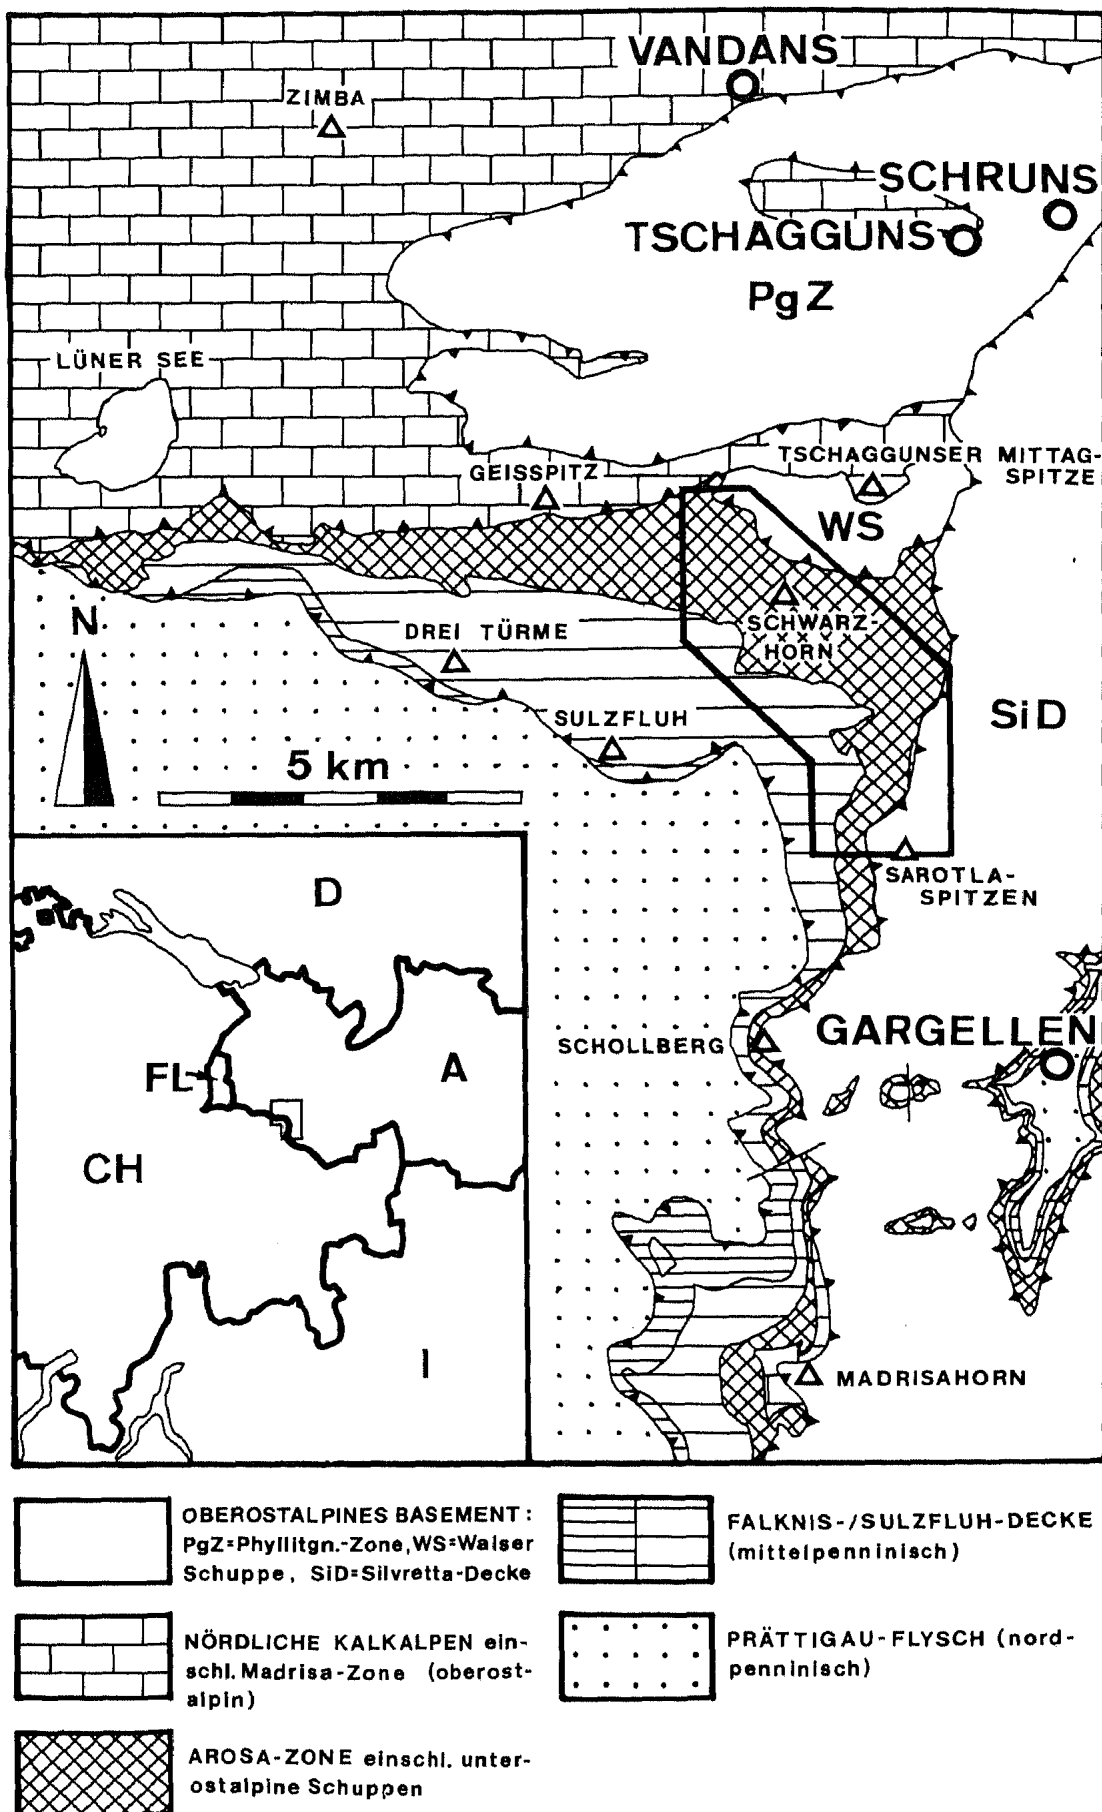 VANDANS
ZIMBA
SCHRUNS
TSCHAGGUNS
PgZ
LÜNER SEE
GEISSPITZ
TSCHAGGUNSER MITTAG-
SPITZE
WS
N
DREI TÜRME
SCHWARZ-
HORN
SULZFLUH
SiD
5 km
SAROTLA-
SPITZEN
D
SCHOLLBERG
GARGELLEN
FL
A
CH
I
MADRISAHORN
OBEROSTALPINES BASEMENT:
PgZ=Phyllitgn.-Zone, WS=Walser
Schuppe, SiD=Silvretta-Decke
FALKNIS-/SULZFLUH-DECKE
(mittelpenninisch)
NÖRDLICHE KALKALPEN ein-
schl. Madrisa-Zone (oberost-
alpin)
PRÄTTIGAU-FLYSCH (nord-
penninisch)
AROSA-ZONE einschl. unter-
ostalpine Schuppen